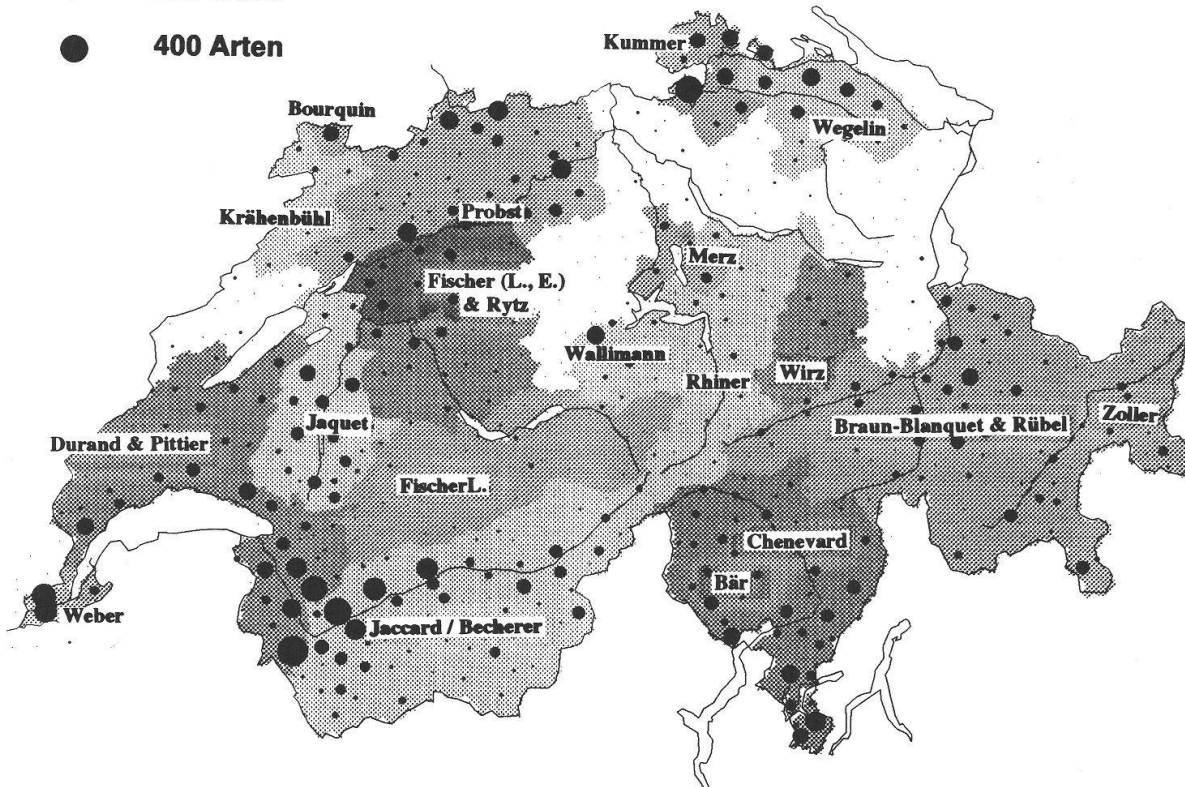 400 Arten
Kummer
Bourquin
Wegelin
Krähenbühl
Probst
Merz
Fischer (L., E.)
& Rytz
Wallimann
Rhiner
Wirz
Jaquet
Braun-Blanquet & Rübel
Zoller
Durand & Pittier
Fischer L.
Chenevard
Bär
Weber
Jaccard / Becherer